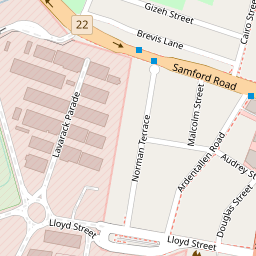 Gizeh Street
Cairo Street
22
Brevis Lane
Samford Road
Lavarack Parade
Malcolm Street
Norman Terrace
Ardentallen Road
Audrey St
Douglas Street
Lloyd Street
Lloyd Street